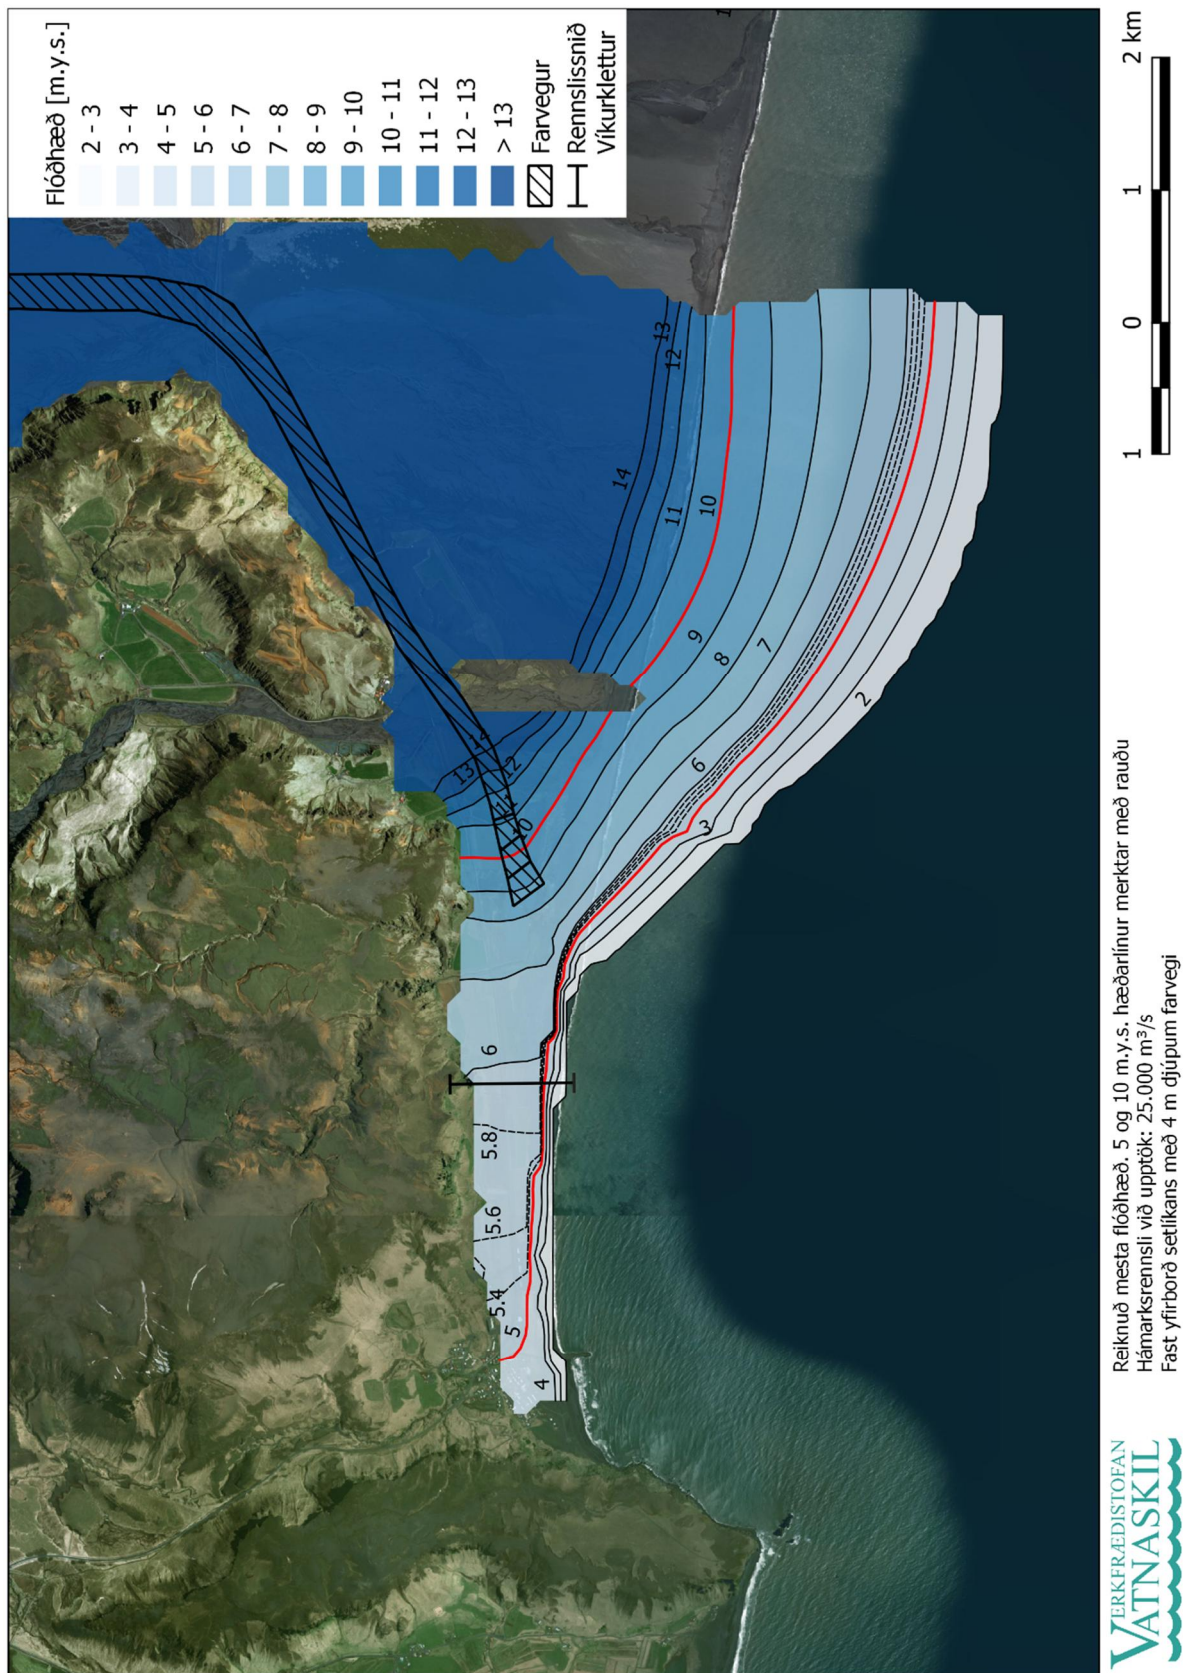 Flóðhæð [m.y.s.]
2 - 3
3 - 4
4 - 5
5 - 6
6 - 7
7 - 8
8 - 9
9 - 10
10 - 11
11 - 12
12 - 13
> 13
Farvegur
Rennslissnið
Víkurklettur
14
13
12
11
10
9
8
7
6
3
2
14
13
12
11
10
6
5.8
5.6
5.4
5
4
1 0 1 2 km
Reiknuð mesta flóðhæð. 5 og 10 m.y.s. hæðarlínur merktar með rauðu
Hámarksrennsli við upptök: 25.000 m³/s
Fast yfirborð setlíkans með 4 m djúpum farvegi
VERKFRÆÐISTOFAN
VATNASKIL